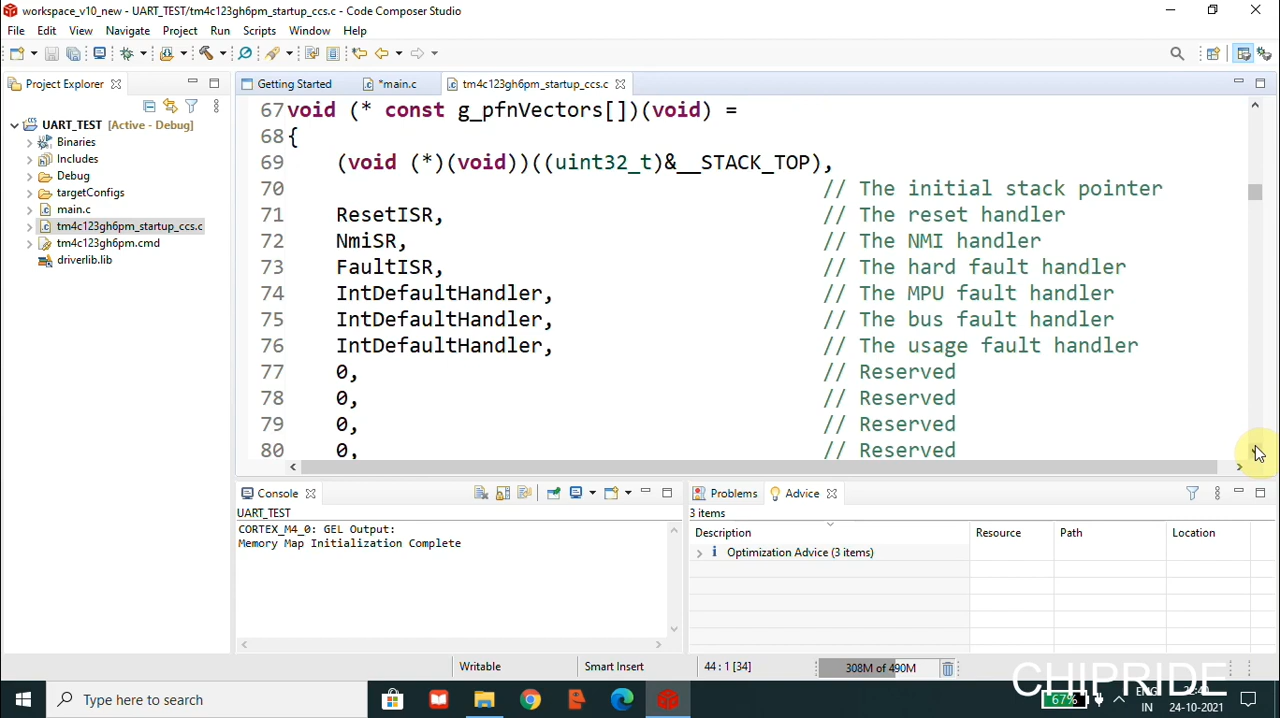 workspace_v10_new - UART_TEST/tm4c123gh6pm_startup_ccs.c - Code Composer Studio
File Edit View Navigate Project Run Scripts Window Help
Project Explorer
Getting Started
*main.c
tm4c123gh6pm_startup_ccs.c
UART_TEST [Active - Debug]
Binaries
Includes
Debug
targetConfigs
main.c
tm4c123gh6pm_startup_ccs.c
tm4c123gh6pm.cmd
driverlib.lib
67 void (* const g_pfnVectors[])(void) =
68 {
69 (void (*)(void))((uint32_t)&__STACK_TOP),
70 // The initial stack pointer
71 ResetISR, // The reset handler
72 NmiSR, // The NMI handler
73 FaultISR, // The hard fault handler
74 IntDefaultHandler, // The MPU fault handler
75 IntDefaultHandler, // The bus fault handler
76 IntDefaultHandler, // The usage fault handler
77 0, // Reserved
78 0, // Reserved
79 0, // Reserved
80 0, // Reserved
Console
UART_TEST
CORTEX_M4_0: GEL Output:
Memory Map Initialization Complete
Problems Advice
3 items
Description Resource Path Location
Optimization Advice (3 items)
Writable Smart Insert 44 : 1 [34] 308M of 490M
CHIPRIDE
Type here to search
67%
ENG
IN
24-10-2021